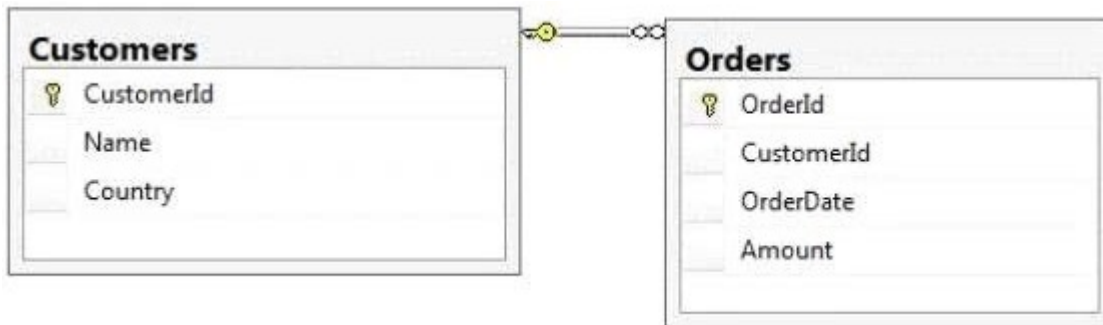 Customers
CustomerId
Name
Country
Orders
OrderId
CustomerId
OrderDate
Amount